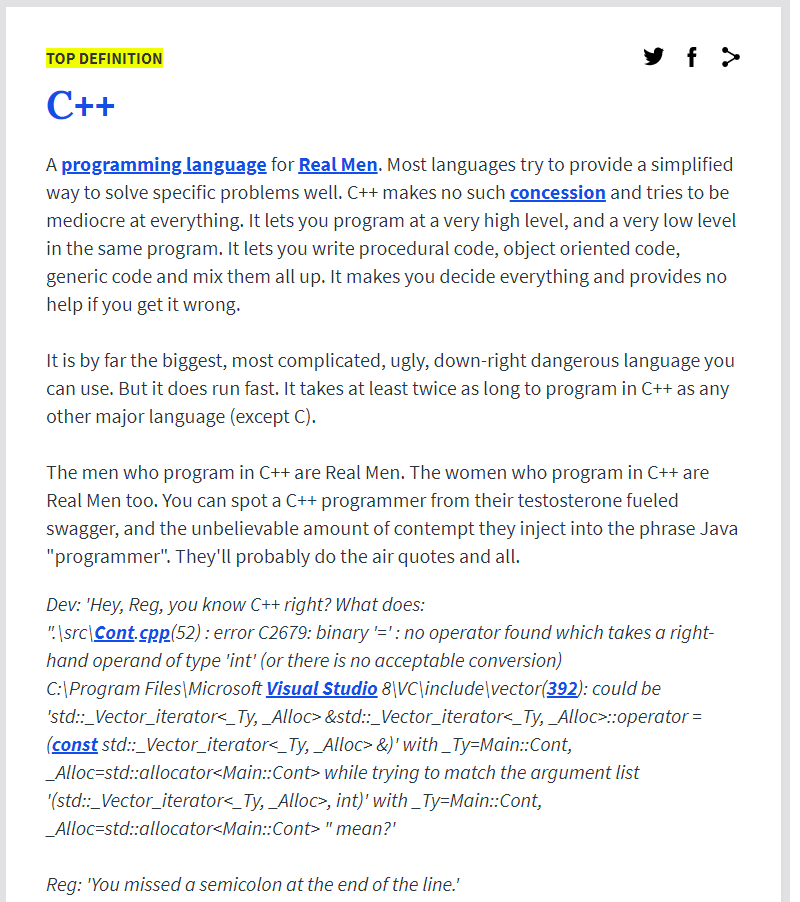 TOP DEFINITION
C++
A programming language for Real Men. Most languages try to provide a simplified
way to solve specific problems well. C++ makes no such concession and tries to be
mediocre at everything. It lets you program at a very high level, and a very low level
in the same program. It lets you write procedural code, object oriented code,
generic code and mix them all up. It makes you decide everything and provides no
help if you get it wrong.
It is by far the biggest, most complicated, ugly, down-right dangerous language you
can use. But it does run fast. It takes at least twice as long to program in C++ as any
other major language (except C).
The men who program in C++ are Real Men. The women who program in C++ are
Real Men too. You can spot a C++ programmer from their testosterone fueled
swagger, and the unbelievable amount of contempt they inject into the phrase Java
"programmer". They'll probably do the air quotes and all.
Dev: 'Hey, Reg, you know C++ right? What does:
".\src\Cont.cpp(52) : error C2679: binary '=' : no operator found which takes a right-
hand operand of type 'int' (or there is no acceptable conversion)
C:\Program Files\Microsoft Visual Studio 8\VC\include\vector(392): could be
'std::_Vector_iterator<_Ty, _Alloc> &std::_Vector_iterator<_Ty, _Alloc>::operator =
(const std::_Vector_iterator<_Ty, _Alloc> &)' with _Ty=Main::Cont,
_Alloc=std::allocator<Main::Cont> while trying to match the argument list
'(std::_Vector_iterator<_Ty, _Alloc>, int)' with _Ty=Main::Cont,
_Alloc=std::allocator<Main::Cont> " mean?'
Reg: 'You missed a semicolon at the end of the line.'